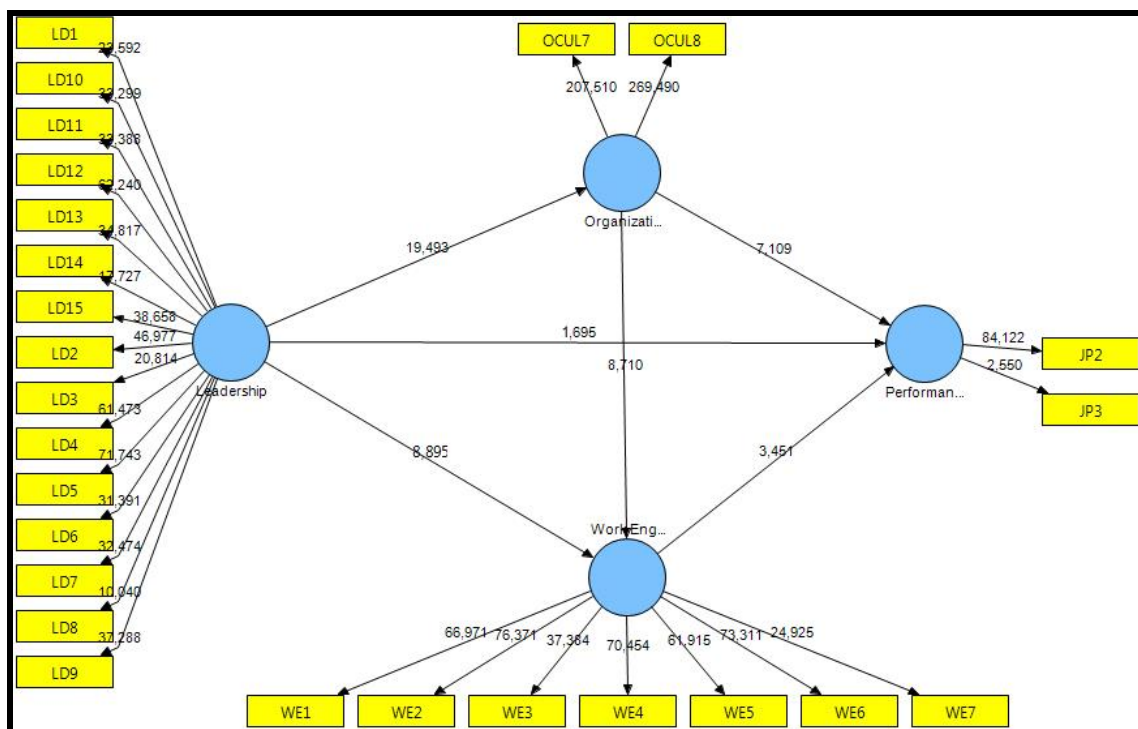 LD1
23,592
LD10
33,299
LD11
33,388
LD12
62,240
LD13
34,817
LD14
17,727
LD15
38,658
LD2
46,977
LD3
20,814
LD4
61,473
LD5
71,743
LD6
31,391
LD7
32,474
LD8
10,040
LD9
37,288
Leadership
OCUL7
OCUL8
207,510
269,490
Organizati...
19,493
7,109
1,695
8,710
8,895
3,451
84,122
JP2
2,550
JP3
Performan...
Work Eng...
66,971
76,371
37,384
70,454
61,915
73,311
24,925
WE1
WE2
WE3
WE4
WE5
WE6
WE7